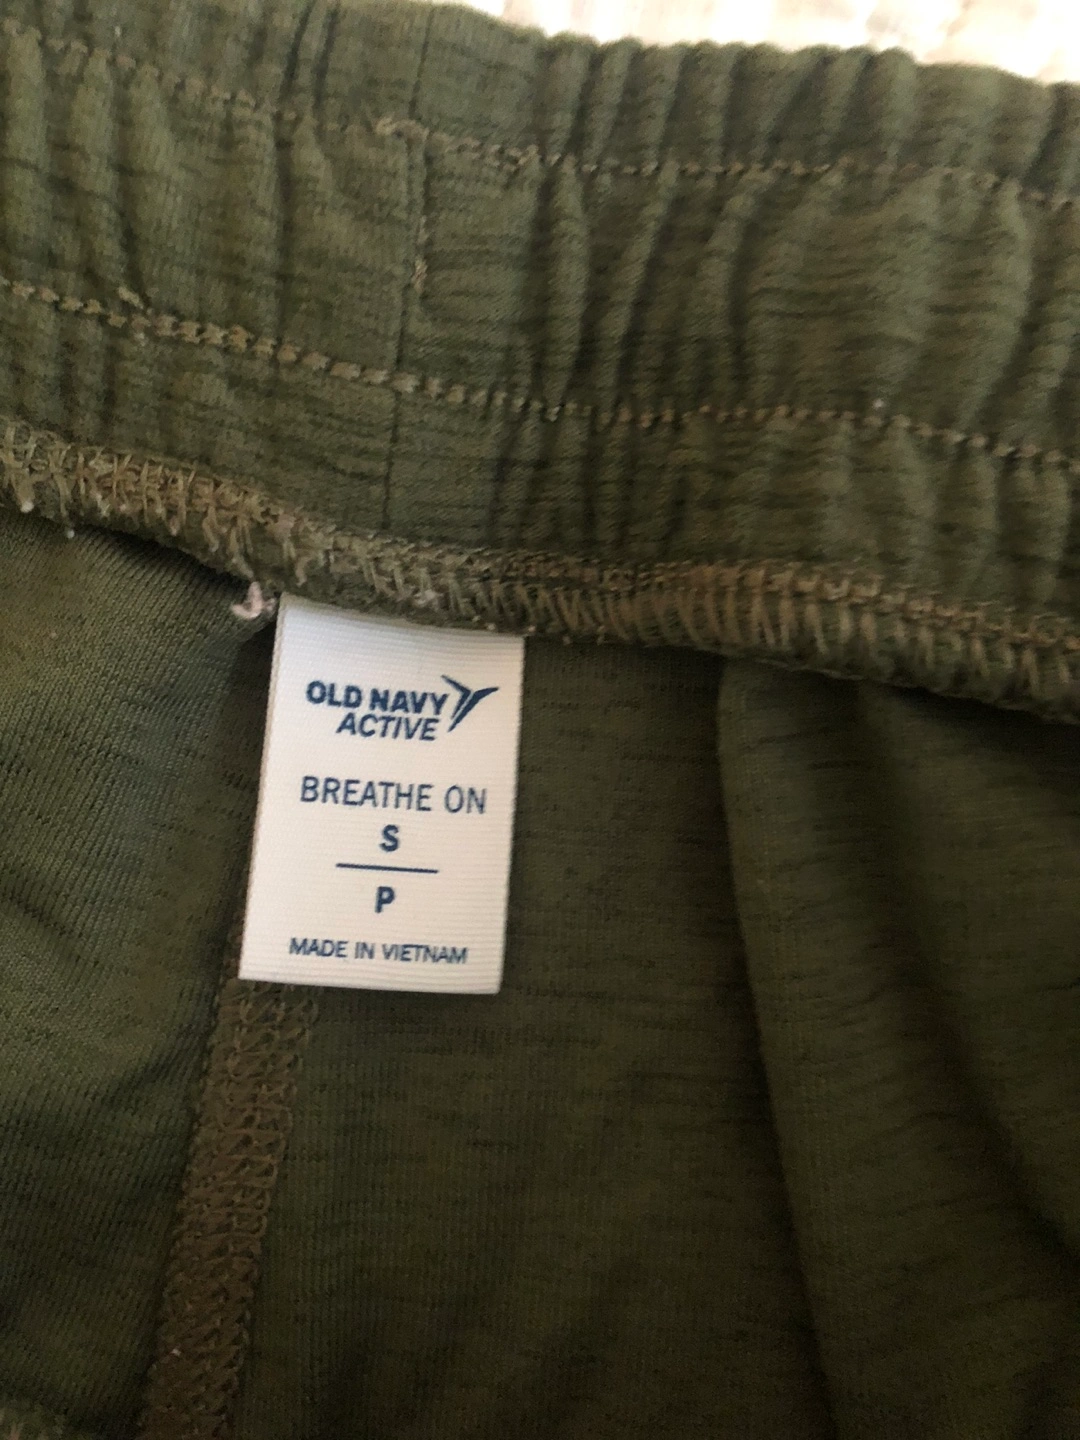 OLD NAVY
ACTIVE
BREATHE ON
S
P
MADE IN VIETNAM